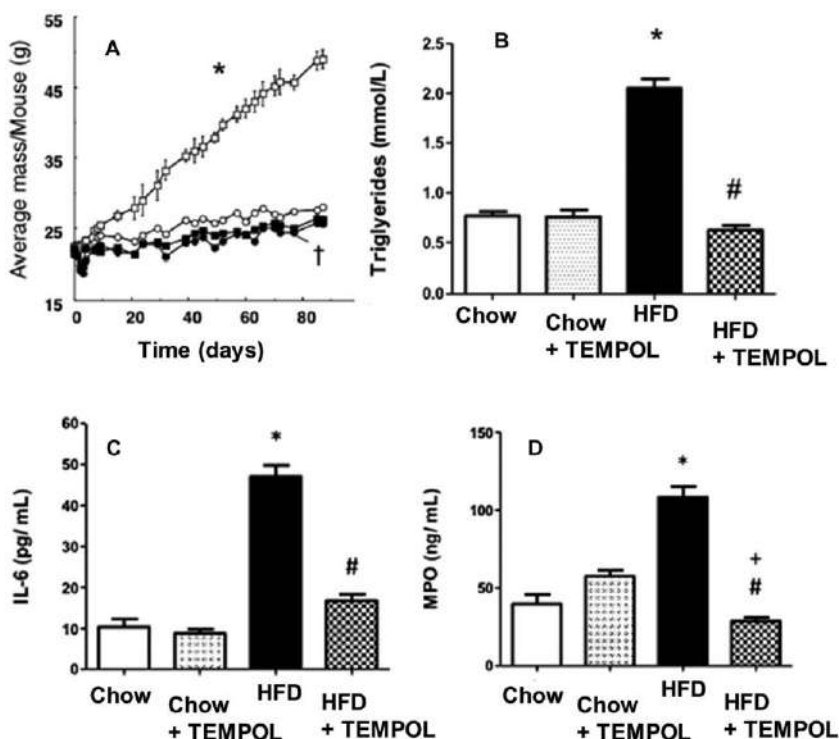 A
Average mass/Mouse (g)
45
35
25
15
*
†
0
20
40
60
80
100
Time (days)
B
Triglyerides (mmol/L)
2.5
2.0
1.5
1.0
0.5
0.0
*
#
Chow
Chow
+ TEMPOL
HFD
HFD
+ TEMPOL
C
IL-6 (pg/ mL)
60
50
40
30
20
10
0
*
#
Chow
Chow
+ TEMPOL
HFD
HFD
+ TEMPOL
D
MPO (ng/ mL)
150
100
50
0
*
+
#
Chow
Chow
+ TEMPOL
HFD
HFD
+ TEMPOL